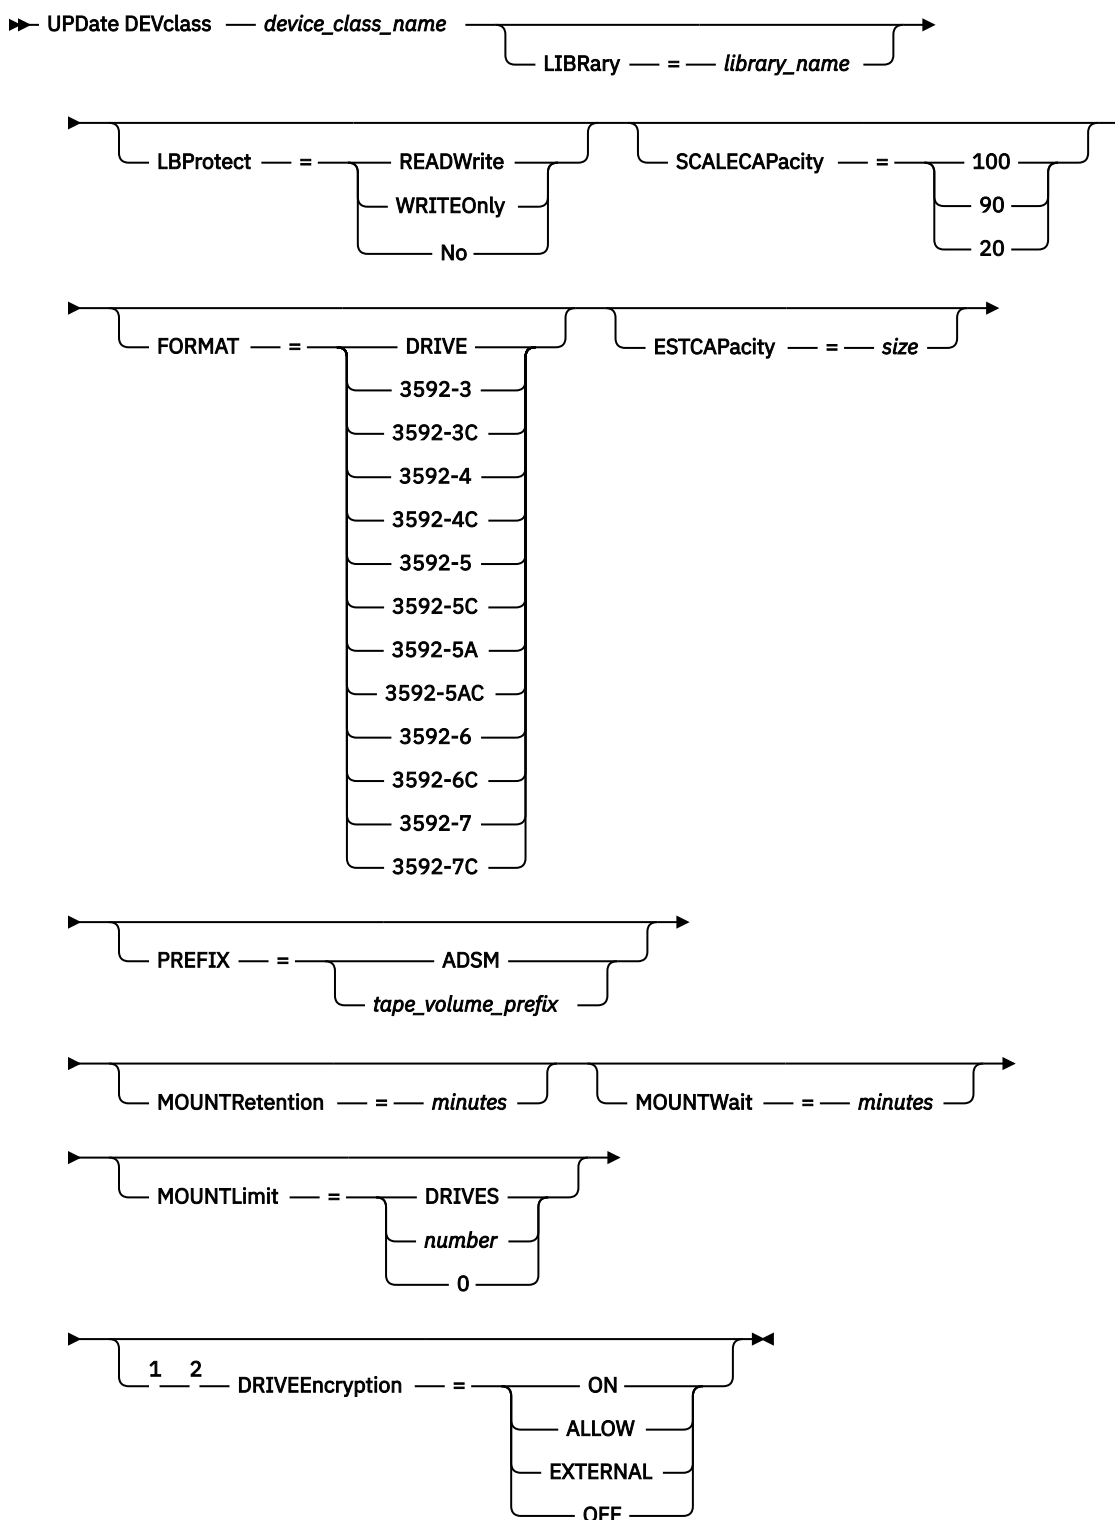 UPDate DEVclass device_class_name
LIBRary = library_name
LBProtect = READWrite
WRITEOnly
No
SCALECAPacity = 100
90
20
FORMAT = DRIVE
3592-3
3592-3C
3592-4
3592-4C
3592-5
3592-5C
3592-5A
3592-5AC
3592-6
3592-6C
3592-7
3592-7C
ESTCAPacity = size
PREFIX = ADSM
tape_volume_prefix
MOUNTRetention = minutes
MOUNTWait = minutes
MOUNTLimit = DRIVES
number
0
1 2 DRIVEEncryption = ON
ALLOW
EXTERNAL
OFF